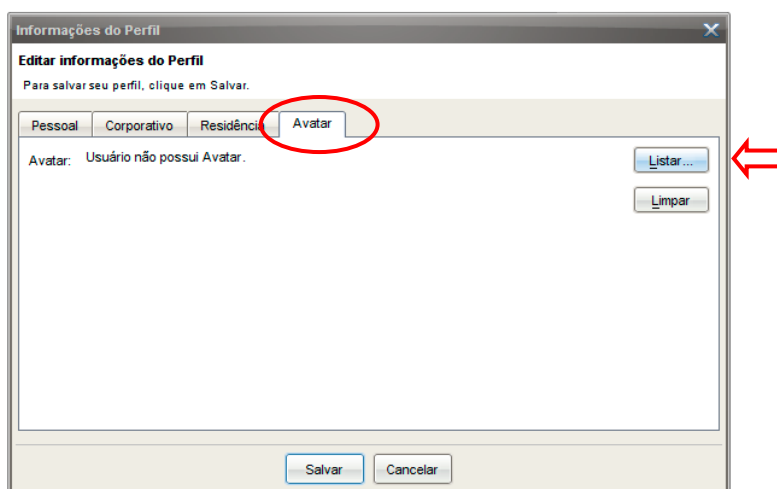 Informações do Perfil
Editar informações do Perfil
Para salvar seu perfil, clique em Salvar.
Pessoal Corporativo Residência Avatar
Avatar: Usuário não possui Avatar. Listar...
Limpar
Salvar Cancelar